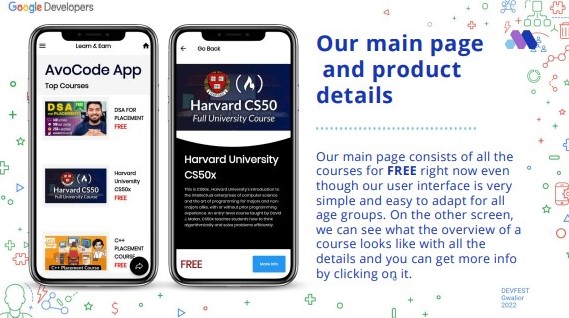 Google Developers
Learn & Earn
AvoCode App
Top Courses
DSA
DSA FOR
PLACEMENT
FREE
Harvard CS50
Full University Course
Harvard
University
CS50x
FREE
C++
PLACEMENT
COURSE
FREE
C++ Placement Course
Go Back
Harvard CS50
Full University Course
Harvard University
CS50x
This is CS50x, Harvard University's introduction to
the intellectual enterprises of computer science
and the art of programming for majors and non-
majors alike, with or without prior programming
experience. An entry-level course taught by David
J. Malan, CS50x teaches students how to think
algorithmically and solve problems efficiently.
FREE
More Info
Our main page
and product
details
Our main page consists of all the
courses for FREE right now even
though our user interface is very
simple and easy to adapt for all
age groups. On the other screen,
we can see what the overview of a
course looks like with all the
details and you can get more info
by clicking on it.
DEVFEST
Gwalior
2022